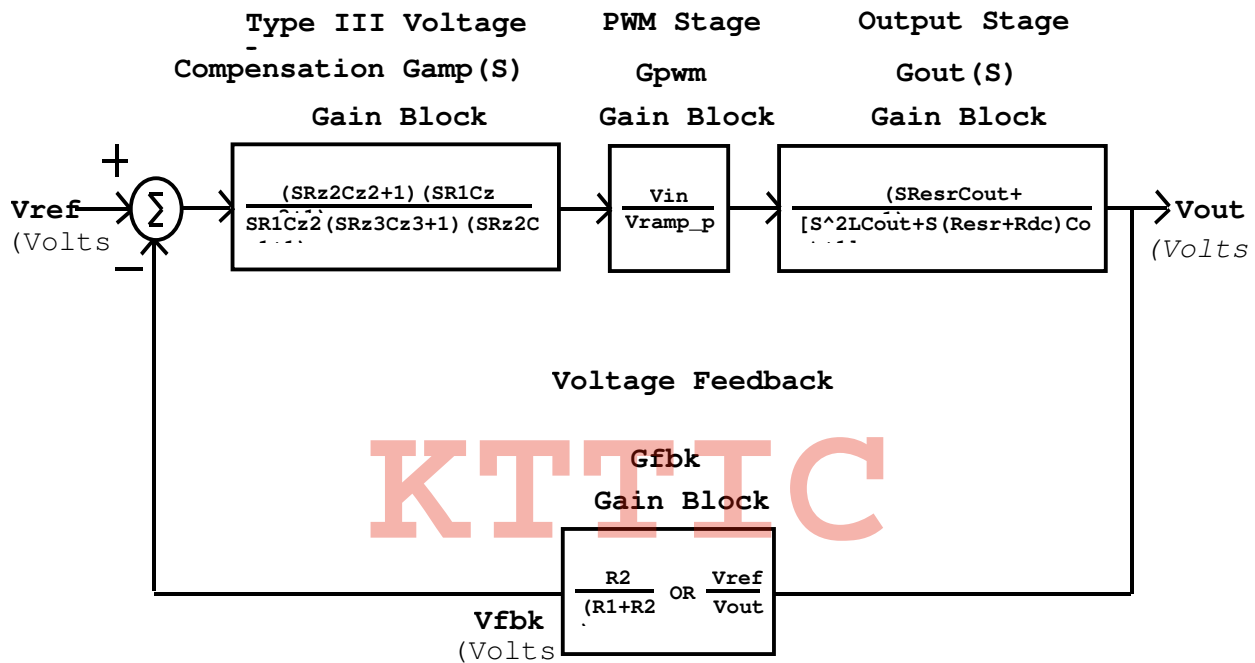 Type III Voltage
-
Compensation Gamp(S)
Gain Block
PWM Stage
Gpwm
Gain Block
Output Stage
Gout(S)
Gain Block
+
Vref
(Volts
Σ
−
(SRz2Cz2+1)(SR1Cz
SR1Cz2(SRz3Cz3+1)(SRz2C
Vin
Vramp_p
(SResrCout+
[S^2LCout+S(Resr+Rdc)Co
Vout
(Volts
Voltage Feedback
KTTIC
Gfbk
Gain Block
R2
(R1+R2
OR
Vref
Vout
Vfbk
(Volts